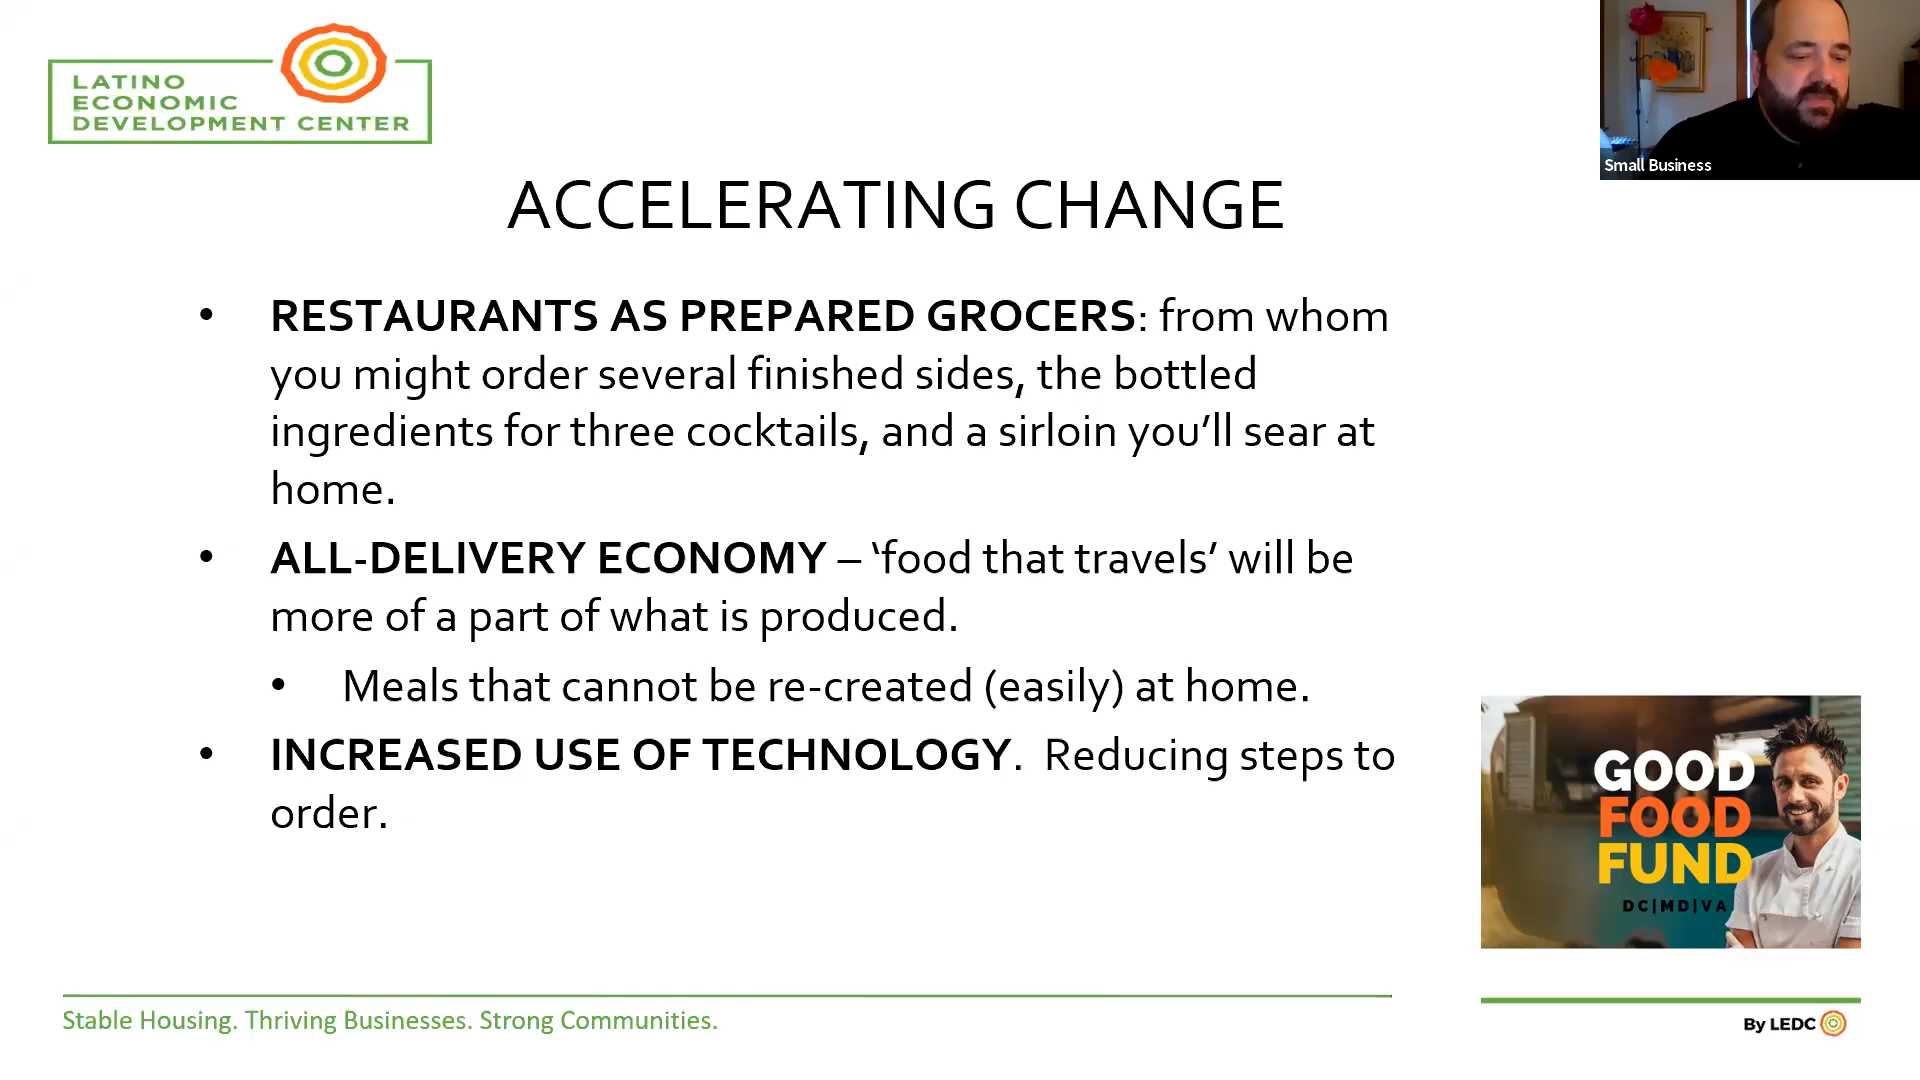 LATINO
ECONOMIC
DEVELOPMENT CENTER
Small Business
ACCELERATING CHANGE
• RESTAURANTS AS PREPARED GROCERS: from whom
you might order several finished sides, the bottled
ingredients for three cocktails, and a sirloin you’ll sear at
home.
• ALL-DELIVERY ECONOMY – ‘food that travels’ will be
more of a part of what is produced.
• Meals that cannot be re-created (easily) at home.
• INCREASED USE OF TECHNOLOGY. Reducing steps to
order.
GOOD
FOOD
FUND
DC|MD|VA
Stable Housing. Thriving Businesses. Strong Communities.
By LEDC